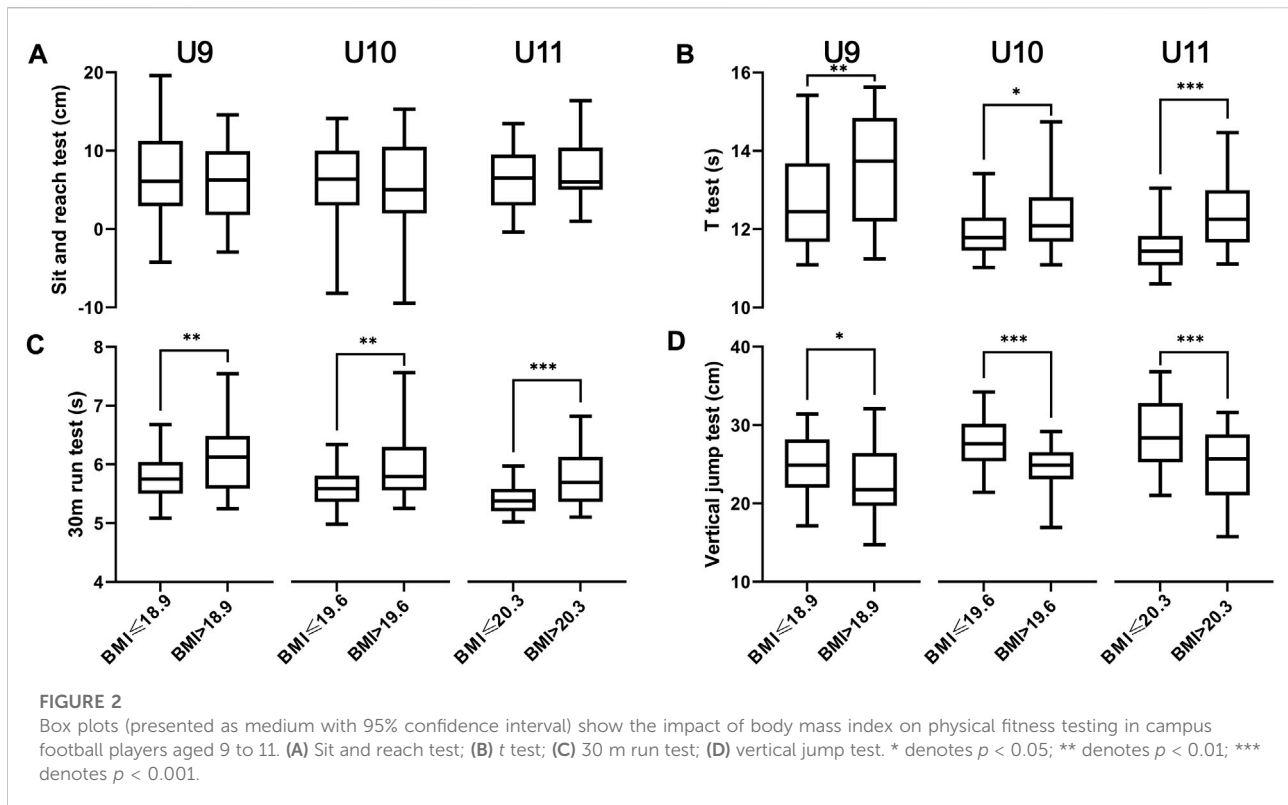 A
U9 U10 U11
Sit and reach test (cm)
20
10
0
-10
B
U9 U10 U11
T test (s)
16
14
12
10
** * ***
C
30m run test (s)
8
7
6
5
4
** ** ***
BMI≤18.9 BMI>18.9 BMI≤19.6 BMI>19.6 BMI≤20.3 BMI>20.3
D
Vertical jump test (cm)
40
30
20
10
* *** ***
BMI≤18.9 BMI>18.9 BMI≤19.6 BMI>19.6 BMI≤20.3 BMI>20.3
FIGURE 2
Box plots (presented as medium with 95% confidence interval) show the impact of body mass index on physical fitness testing in campus
football players aged 9 to 11. (A) Sit and reach test; (B) t test; (C) 30 m run test; (D) vertical jump test. * denotes p < 0.05; ** denotes p < 0.01; ***
denotes p < 0.001.